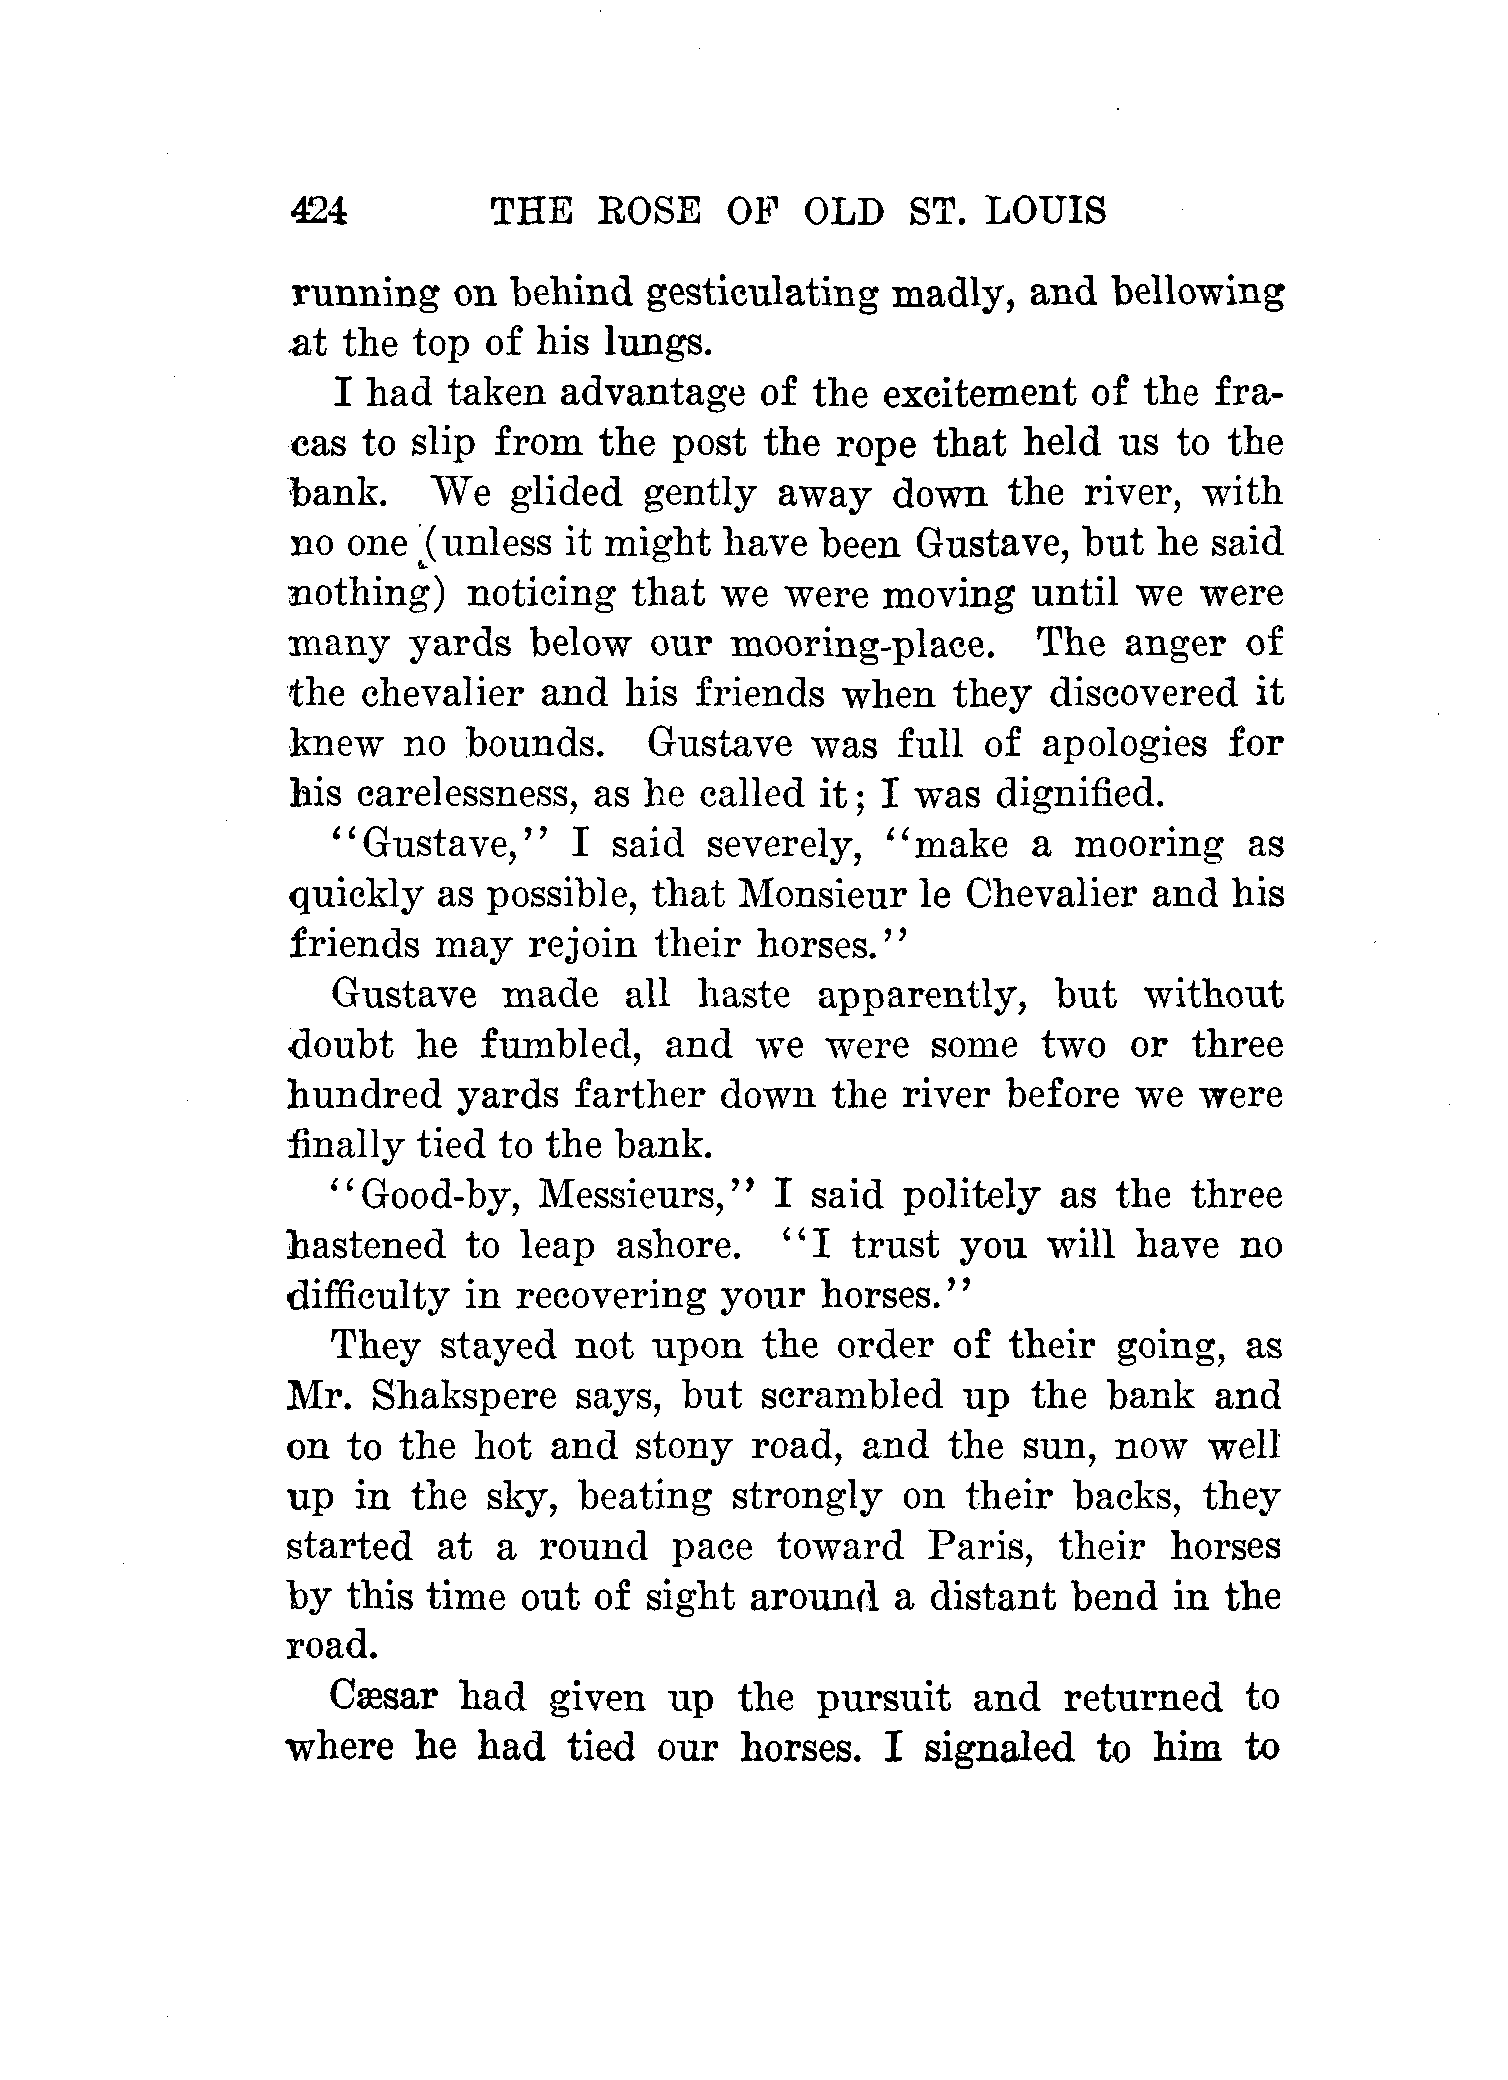 424 THE ROSE OF OLD ST. LOUIS
running on behind gesticulating madly, and bellowing
at the top of his lungs.
I had taken advantage of the excitement of the fra-
cas to slip from the post the rope that held us to the
bank. We glided gently away down the river, with
no one (unless it might have been Gustave, but he said
nothing) noticing that we were moving until we were
many yards below our mooring-place. The anger of
the chevalier and his friends when they discovered it
knew no bounds. Gustave was full of apologies for
his carelessness, as he called it; I was dignified.
"Gustave," I said severely, "make a mooring as
quickly as possible, that Monsieur le Chevalier and his
friends may rejoin their horses."
Gustave made all haste apparently, but without
doubt he fumbled, and we were some two or three
hundred yards farther down the river before we were
finally tied to the bank.
"Good-by, Messieurs," I said politely as the three
hastened to leap ashore. "I trust you will have no
difficulty in recovering your horses."
They stayed not upon the order of their going, as
Mr. Shakspere says, but scrambled up the bank and
on to the hot and stony road, and the sun, now well
up in the sky, beating strongly on their backs, they
started at a round pace toward Paris, their horses
by this time out of sight around a distant bend in the
road.
Cæsar had given up the pursuit and returned to
where he had tied our horses. I signaled to him to